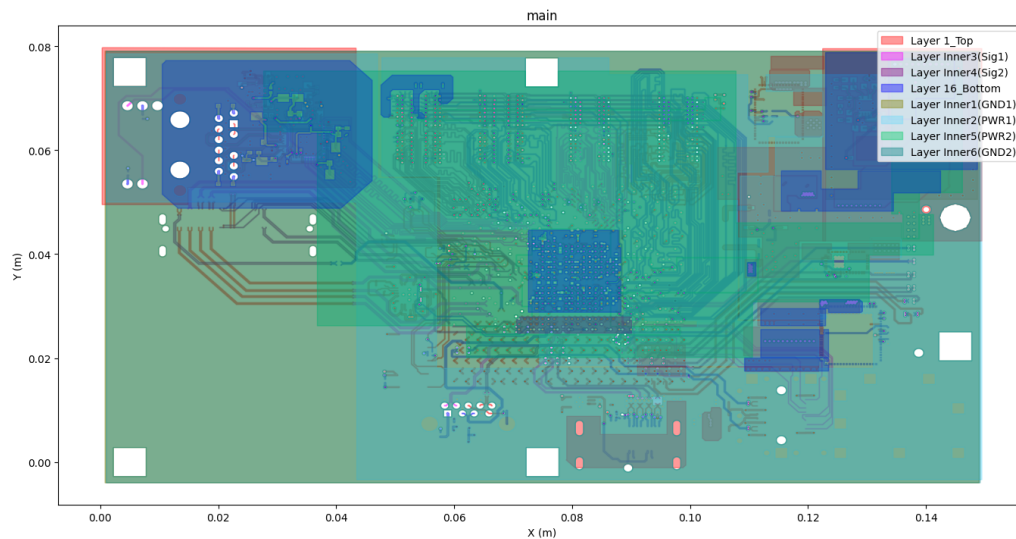 main
0.08
0.06
0.04
0.02
0.00
Y (m)
0.00 0.02 0.04 0.06 0.08 0.10 0.12 0.14
X (m)
Layer 1_Top
Layer Inner3(Sig1)
Layer Inner4(Sig2)
Layer 16_Bottom
Layer Inner1(GND1)
Layer Inner2(PWR1)
Layer Inner5(PWR2)
Layer Inner6(GND2)